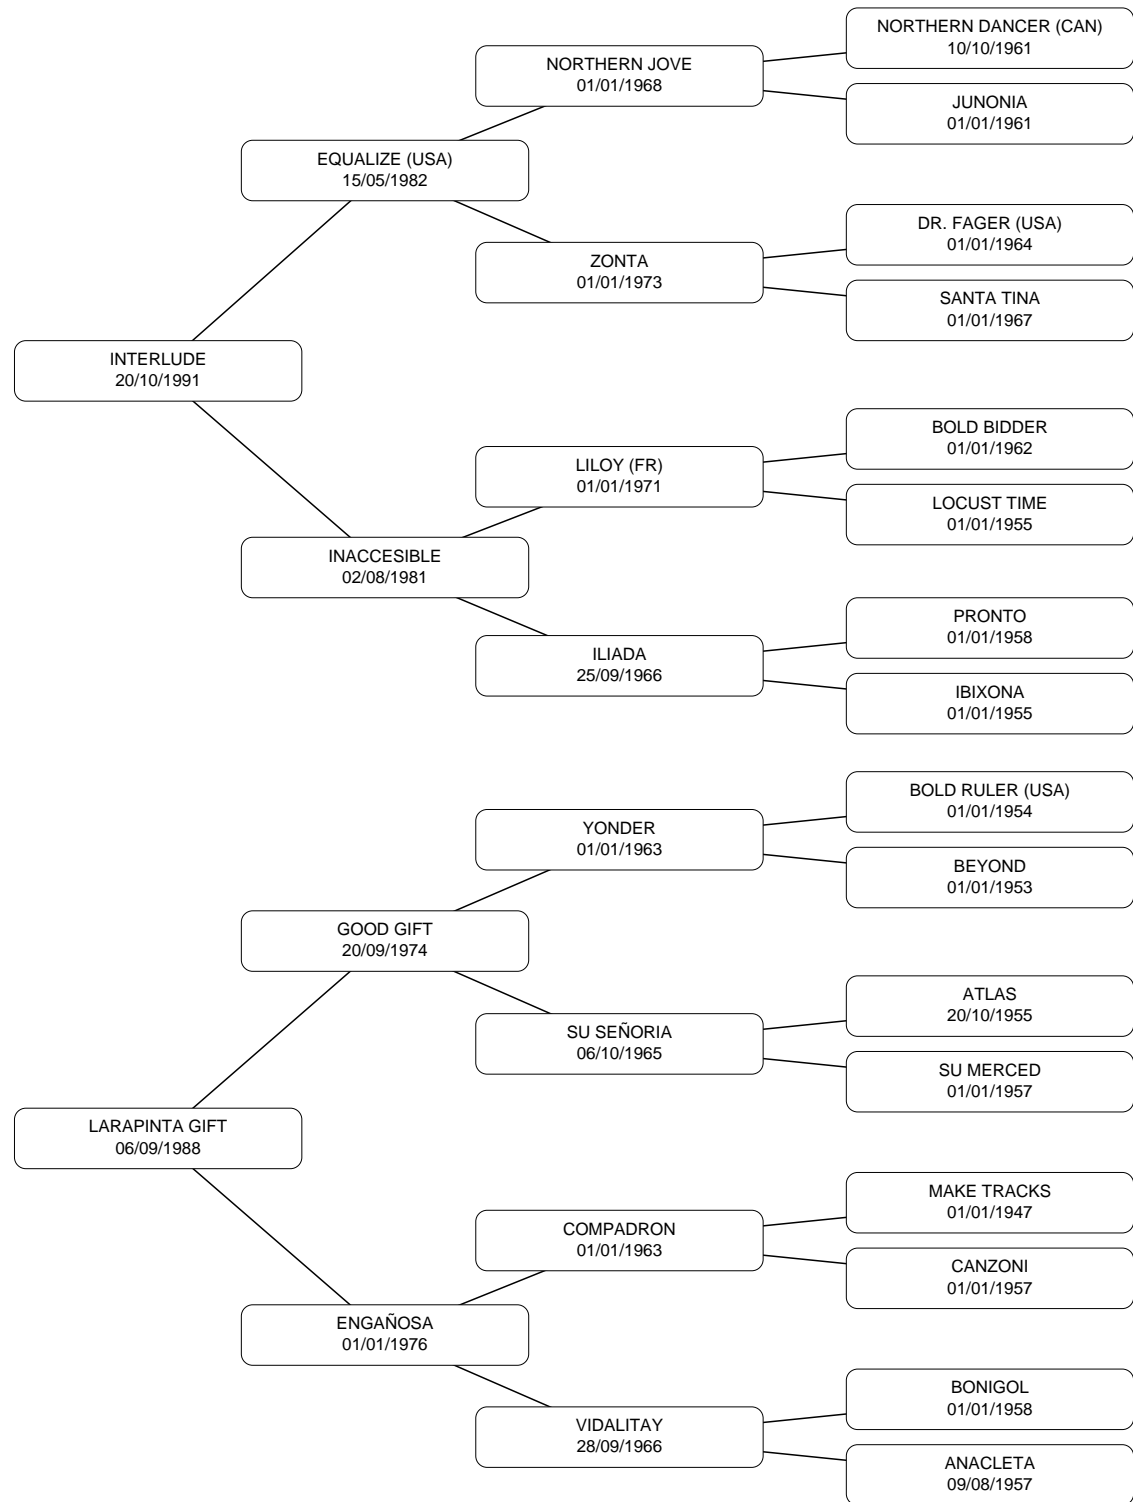 NORTHERN DANCER (CAN)
10/10/1961
NORTHERN JOVE
01/01/1968
JUNONIA
01/01/1961
EQUALIZE (USA)
15/05/1982
DR. FAGER (USA)
01/01/1964
ZONTA
01/01/1973
SANTA TINA
01/01/1967
INTERLUDE
20/10/1991
BOLD BIDDER
01/01/1962
LILOY (FR)
01/01/1971
LOCUST TIME
01/01/1955
INACCESIBLE
02/08/1981
PRONTO
01/01/1958
ILIADA
25/09/1966
IBIXONA
01/01/1955
BOLD RULER (USA)
01/01/1954
YONDER
01/01/1963
BEYOND
01/01/1953
GOOD GIFT
20/09/1974
ATLAS
20/10/1955
SU SEÑORIA
06/10/1965
SU MERCED
01/01/1957
LARAPINTA GIFT
06/09/1988
MAKE TRACKS
01/01/1947
COMPADRON
01/01/1963
CANZONI
01/01/1957
ENGAÑOSA
01/01/1976
BONIGOL
01/01/1958
VIDALITAY
28/09/1966
ANACLETA
09/08/1957